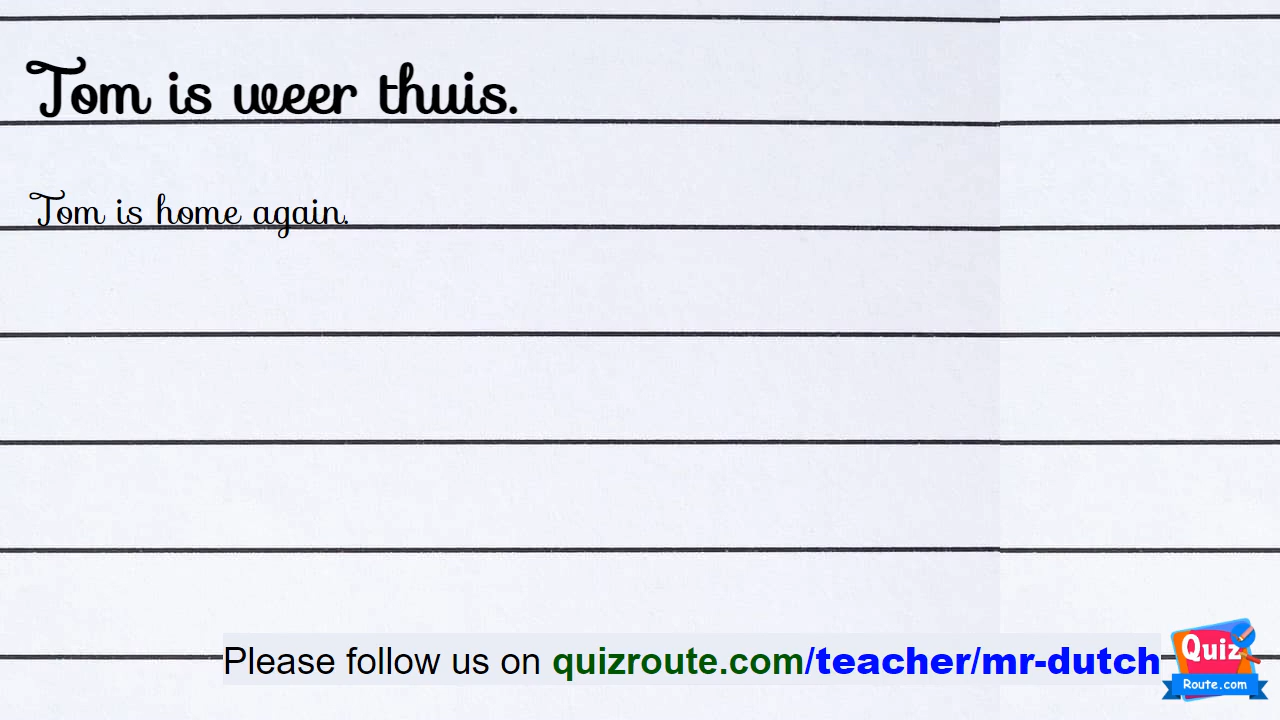 Tom is weer thuis.
Tom is home again.
Please follow us on quizroute.com/teacher/mr-dutch
Quiz
Route.com